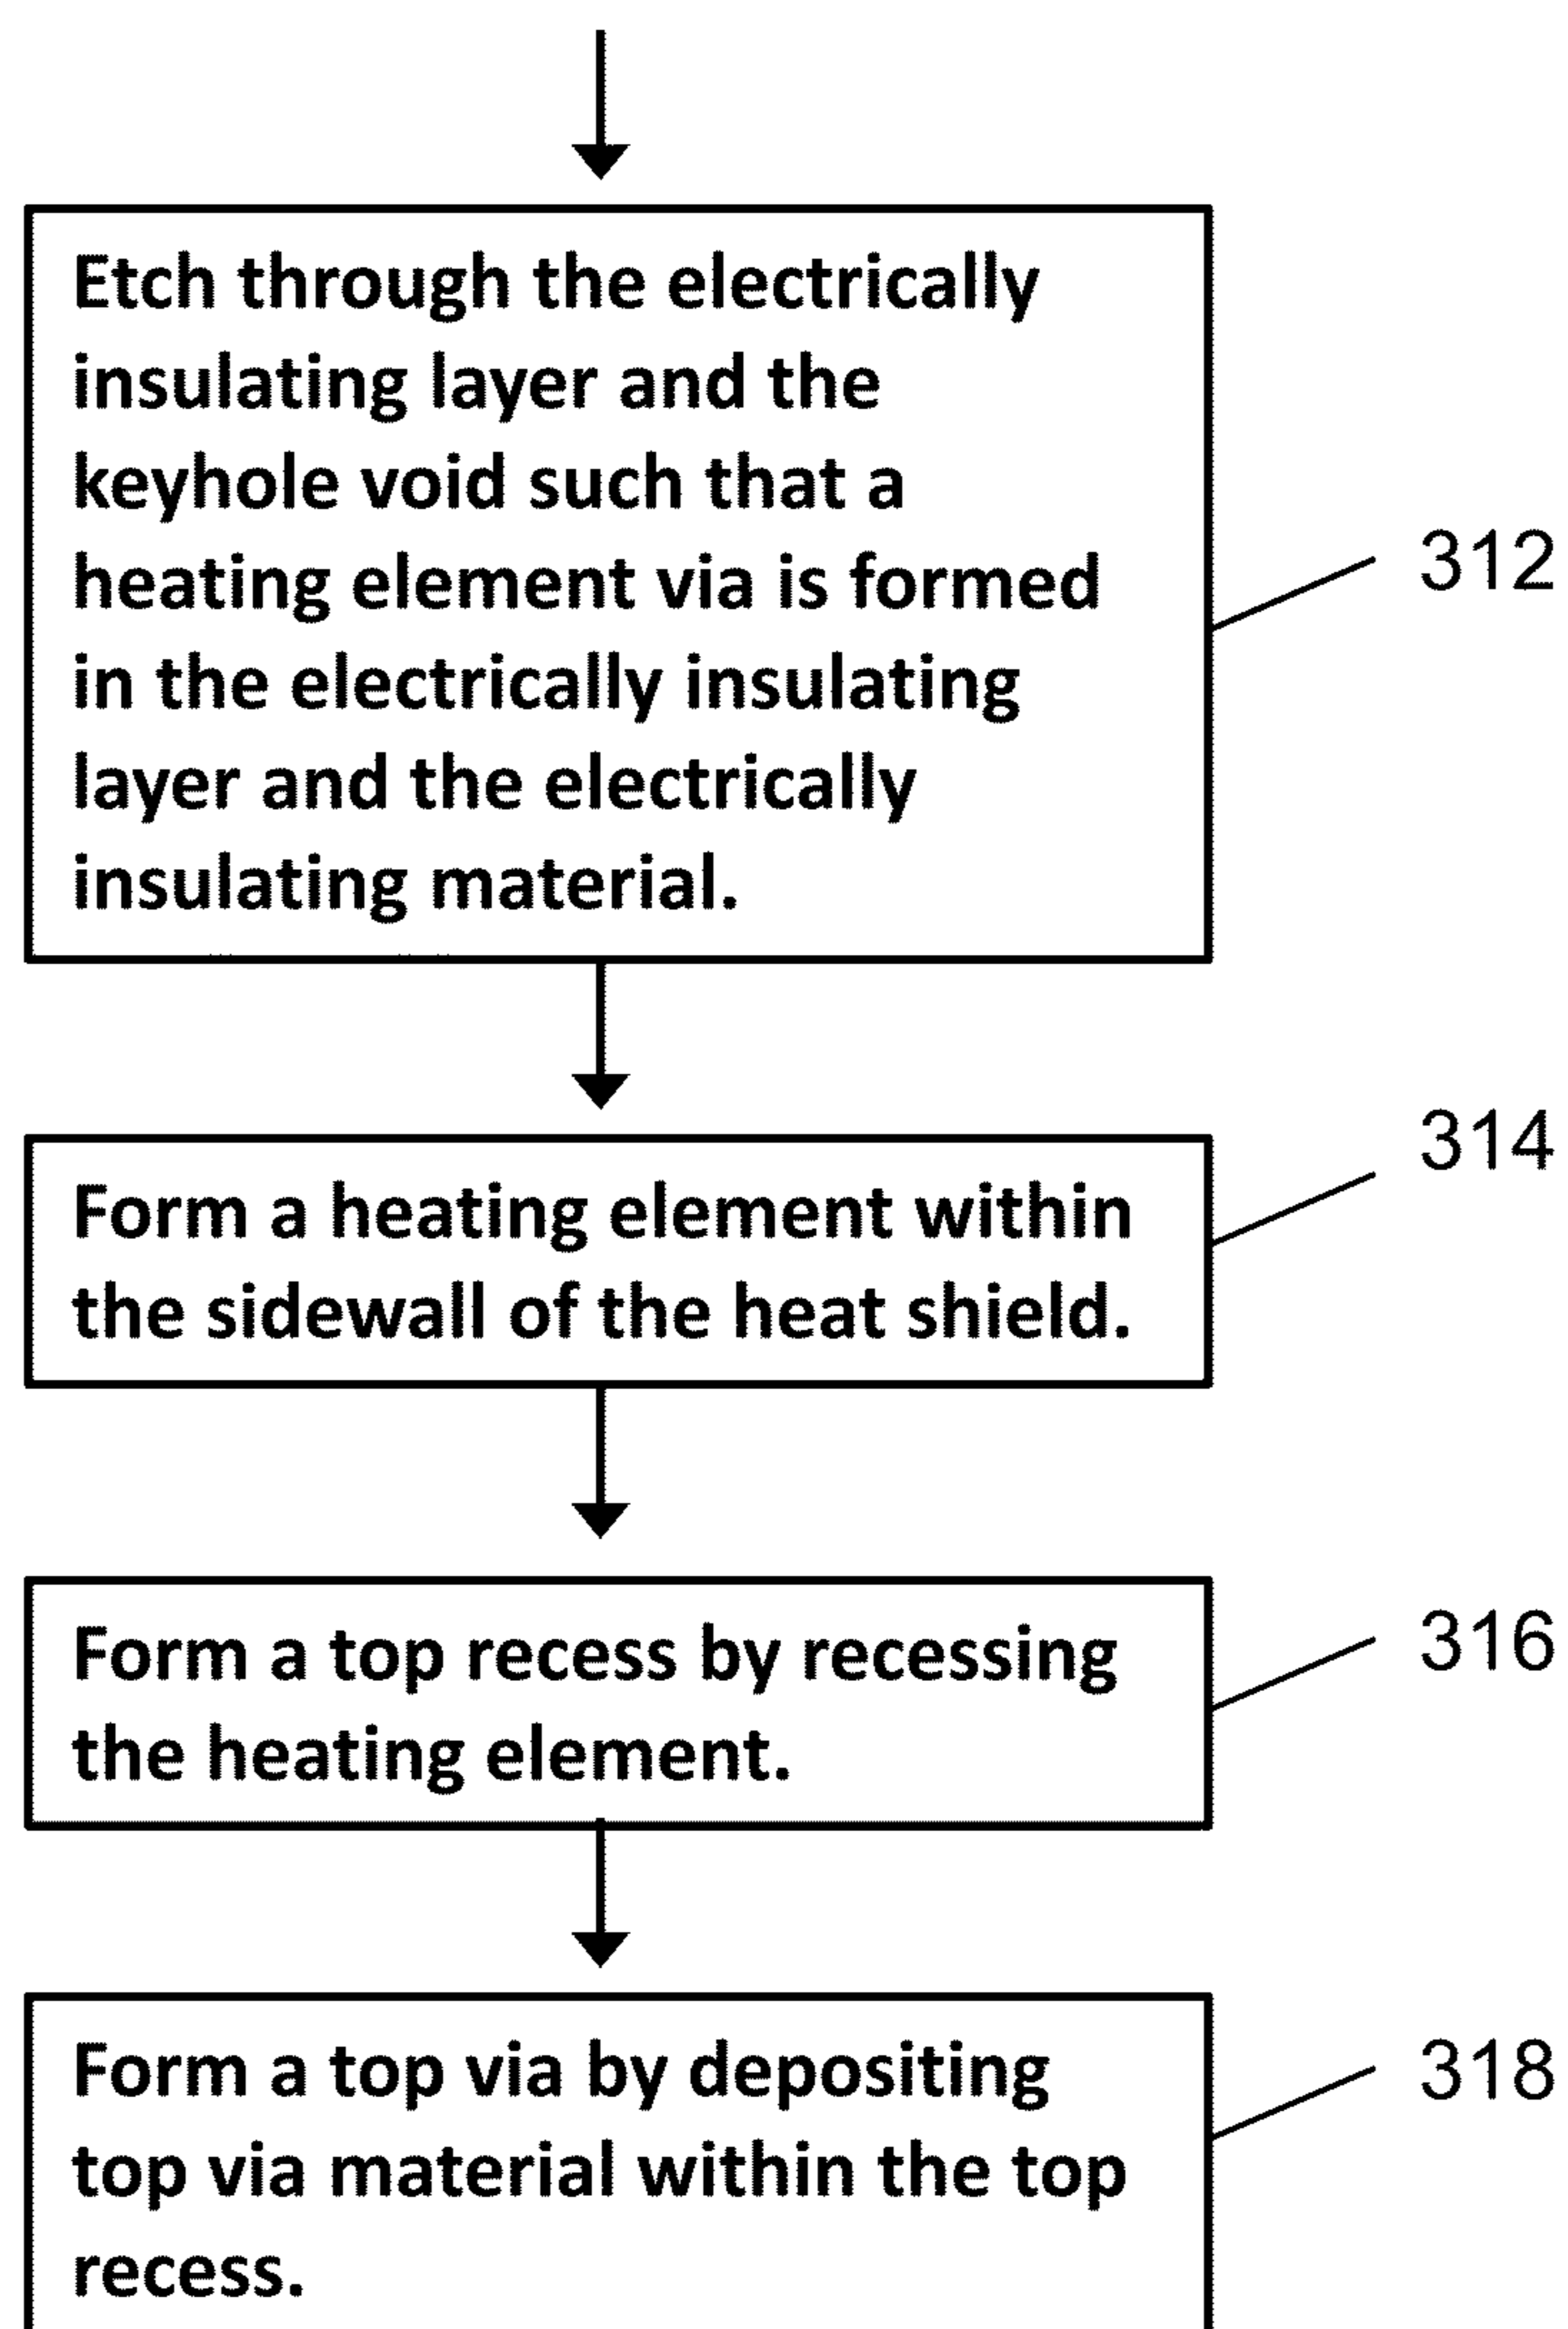 Etch through the electrically
insulating layer and the
keyhole void such that a
heating element via is formed
in the electrically insulating
layer and the electrically
insulating material.
312
Form a heating element within
the sidewall of the heat shield.
314
Form a top recess by recessing
the heating element.
316
Form a top via by depositing
top via material within the top
recess.
318